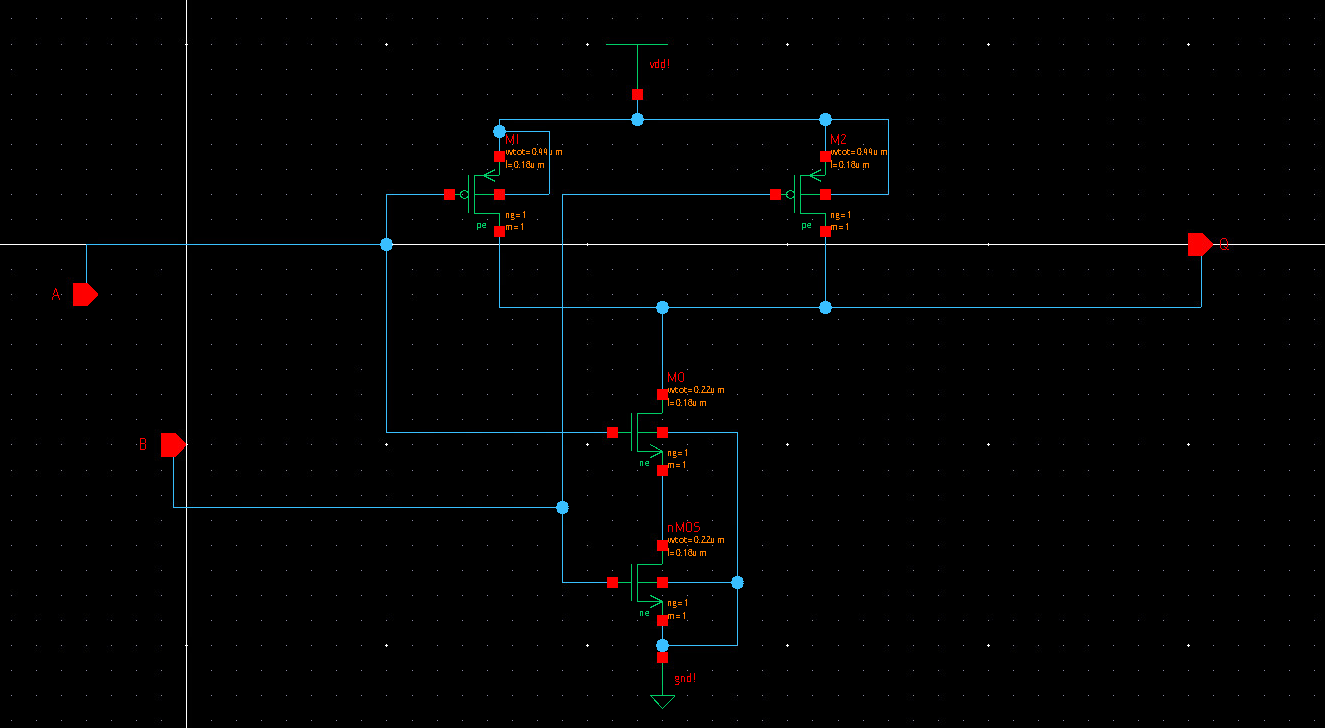 vdd!
M1
wtot=0.44u m
l=0.18u m
pe
ng=1
m=1
M2
wtot=0.44u m
l=0.18u m
pe
ng=1
m=1
Q
A
M0
wtot=0.22u m
l=0.18u m
ne
ng=1
m=1
B
nMOS
wtot=0.22u m
l=0.18u m
ne
ng=1
m=1
gnd!